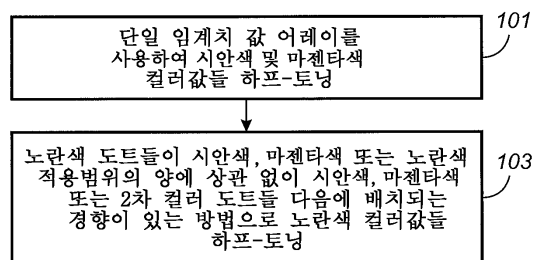 단일 임계치 값 어레이를
사용하여 시안색 및 마젠타색
컬러값들 하프-토닝
101
노란색 도트들이 시안색, 마젠타색 또는 노란색
적용범위의 양에 상관 없이 시안색, 마젠타색
또는 2차 컬러 도트들 다음에 배치되는
경향이 있는 방법으로 노란색 컬러값들
하프-토닝
103